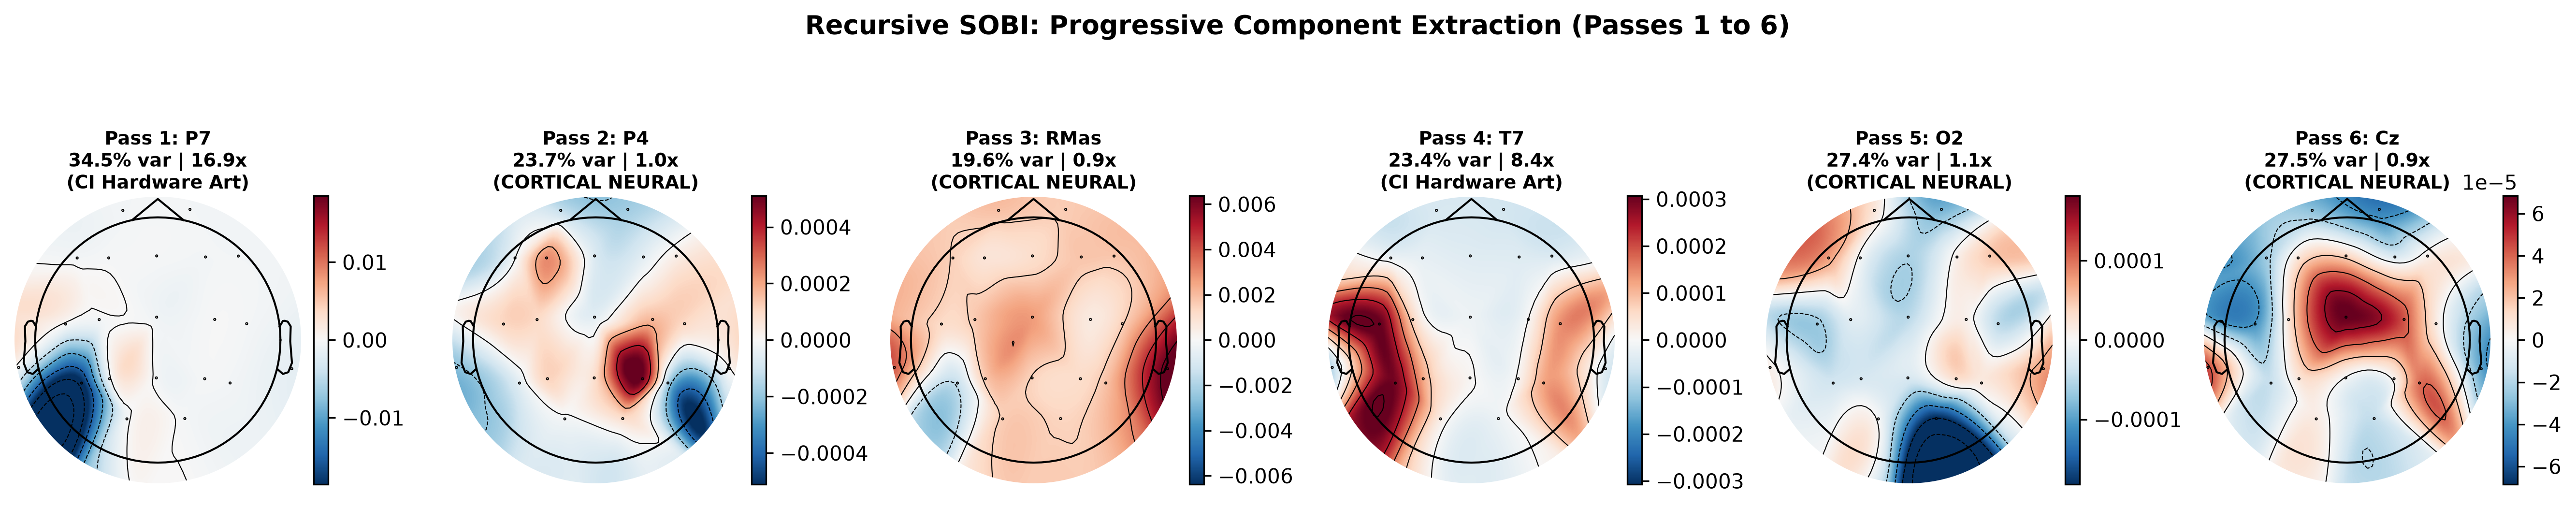 Recursive SOBI: Progressive Component Extraction (Passes 1 to 6)
Pass 1: P7
34.5% var | 16.9x
(CI Hardware Art)
0.01
0.00
−0.01
Pass 2: P4
23.7% var | 1.0x
(CORTICAL NEURAL)
0.0004
0.0002
0.0000
−0.0002
−0.0004
Pass 3: RMas
19.6% var | 0.9x
(CORTICAL NEURAL)
0.006
0.004
0.002
0.000
−0.002
−0.004
−0.006
Pass 4: T7
23.4% var | 8.4x
(CI Hardware Art)
0.0003
0.0002
0.0001
0.0000
−0.0001
−0.0002
−0.0003
Pass 5: O2
27.4% var | 1.1x
(CORTICAL NEURAL)
0.0001
0.0000
−0.0001
Pass 6: Cz
27.5% var | 0.9x
(CORTICAL NEURAL)
1e−5
6
4
2
0
−2
−4
−6